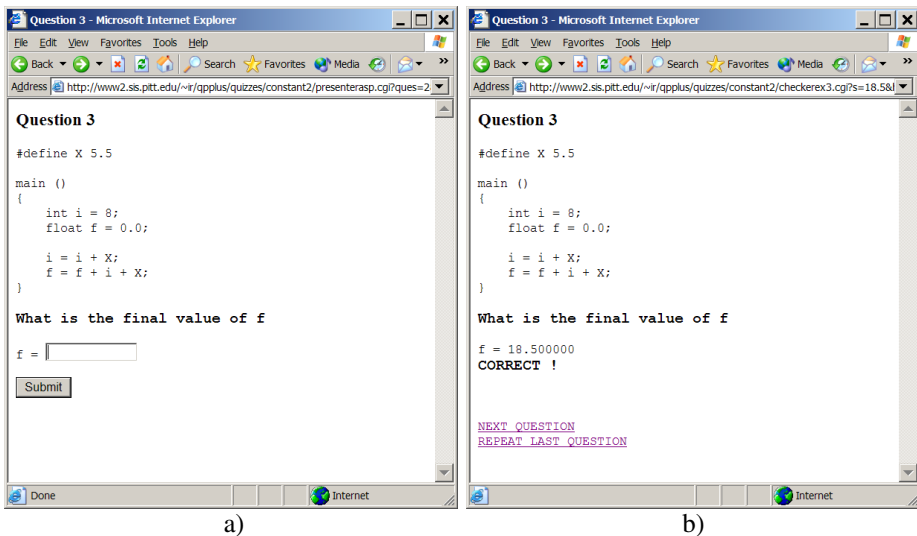 Question 3 - Microsoft Internet Explorer
File Edit View Favorites Tools Help
Back Search Favorites Media »
Address http://www2.sis.pitt.edu/~ir/qpplus/quizzes/constant2/presenterasp.cgi?ques=2
Question 3
#define X 5.5
main ()
{
int i = 8;
float f = 0.0;
i = i + X;
f = f + i + X;
}
What is the final value of f
f =
Submit
Done Internet
a)
Question 3 - Microsoft Internet Explorer
File Edit View Favorites Tools Help
Back Search Favorites Media »
Address http://www2.sis.pitt.edu/~ir/qpplus/quizzes/constant2/checkerex3.cgi?s=18.5&l
Question 3
#define X 5.5
main ()
{
int i = 8;
float f = 0.0;
i = i + X;
f = f + i + X;
}
What is the final value of f
f = 18.500000
CORRECT !
NEXT QUESTION
REPEAT LAST QUESTION
Internet
b)